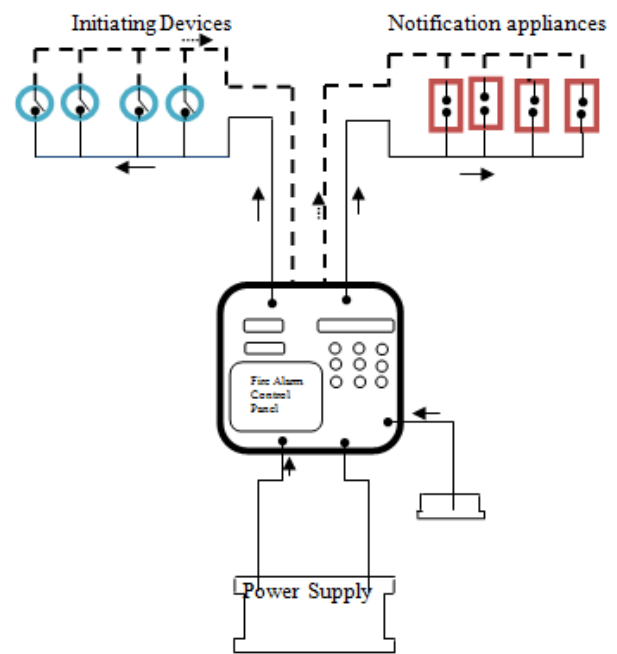 Initiating Devices
Notification appliances
Fire Alarm
Control
Panel
Power Supply